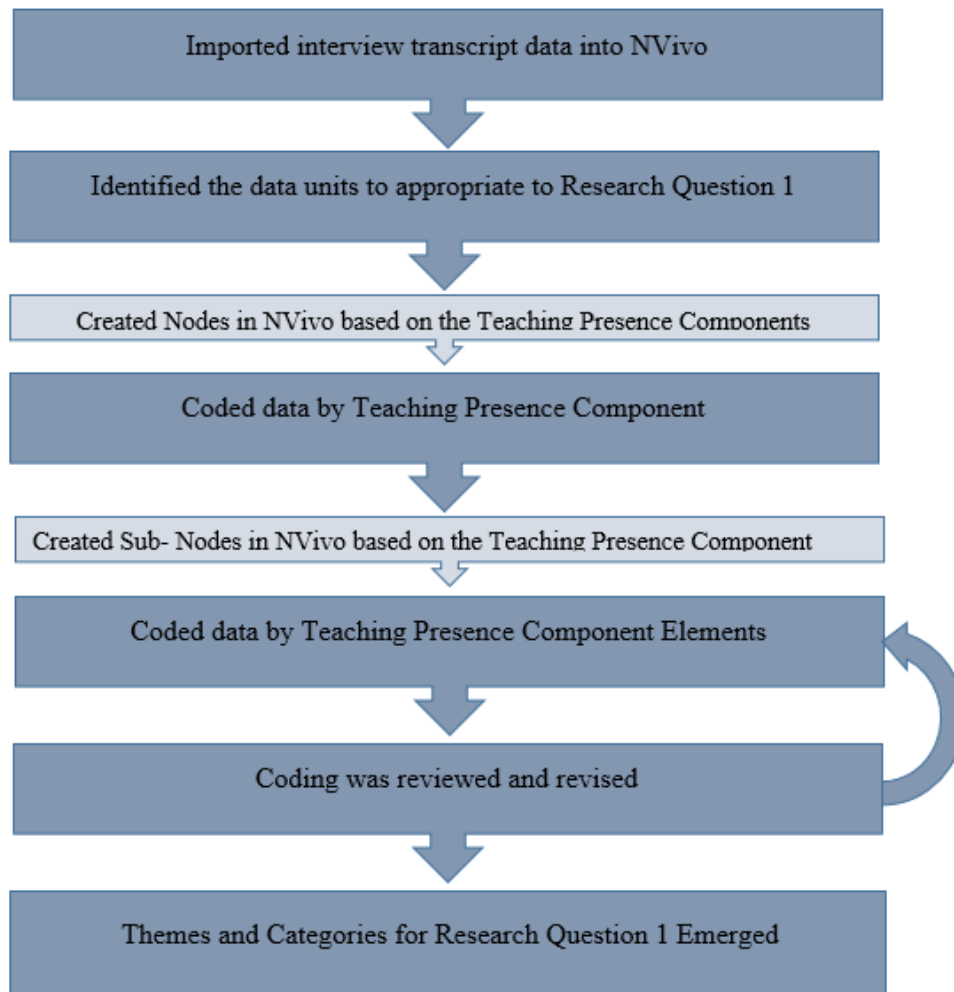 Imported interview transcript data into NVivo
Identified the data units to appropriate to Research Question 1
Created Nodes in NVivo based on the Teaching Presence Components
Coded data by Teaching Presence Component
Created Sub- Nodes in NVivo based on the Teaching Presence Component
Coded data by Teaching Presence Component Elements
Coding was reviewed and revised
Themes and Categories for Research Question 1 Emerged